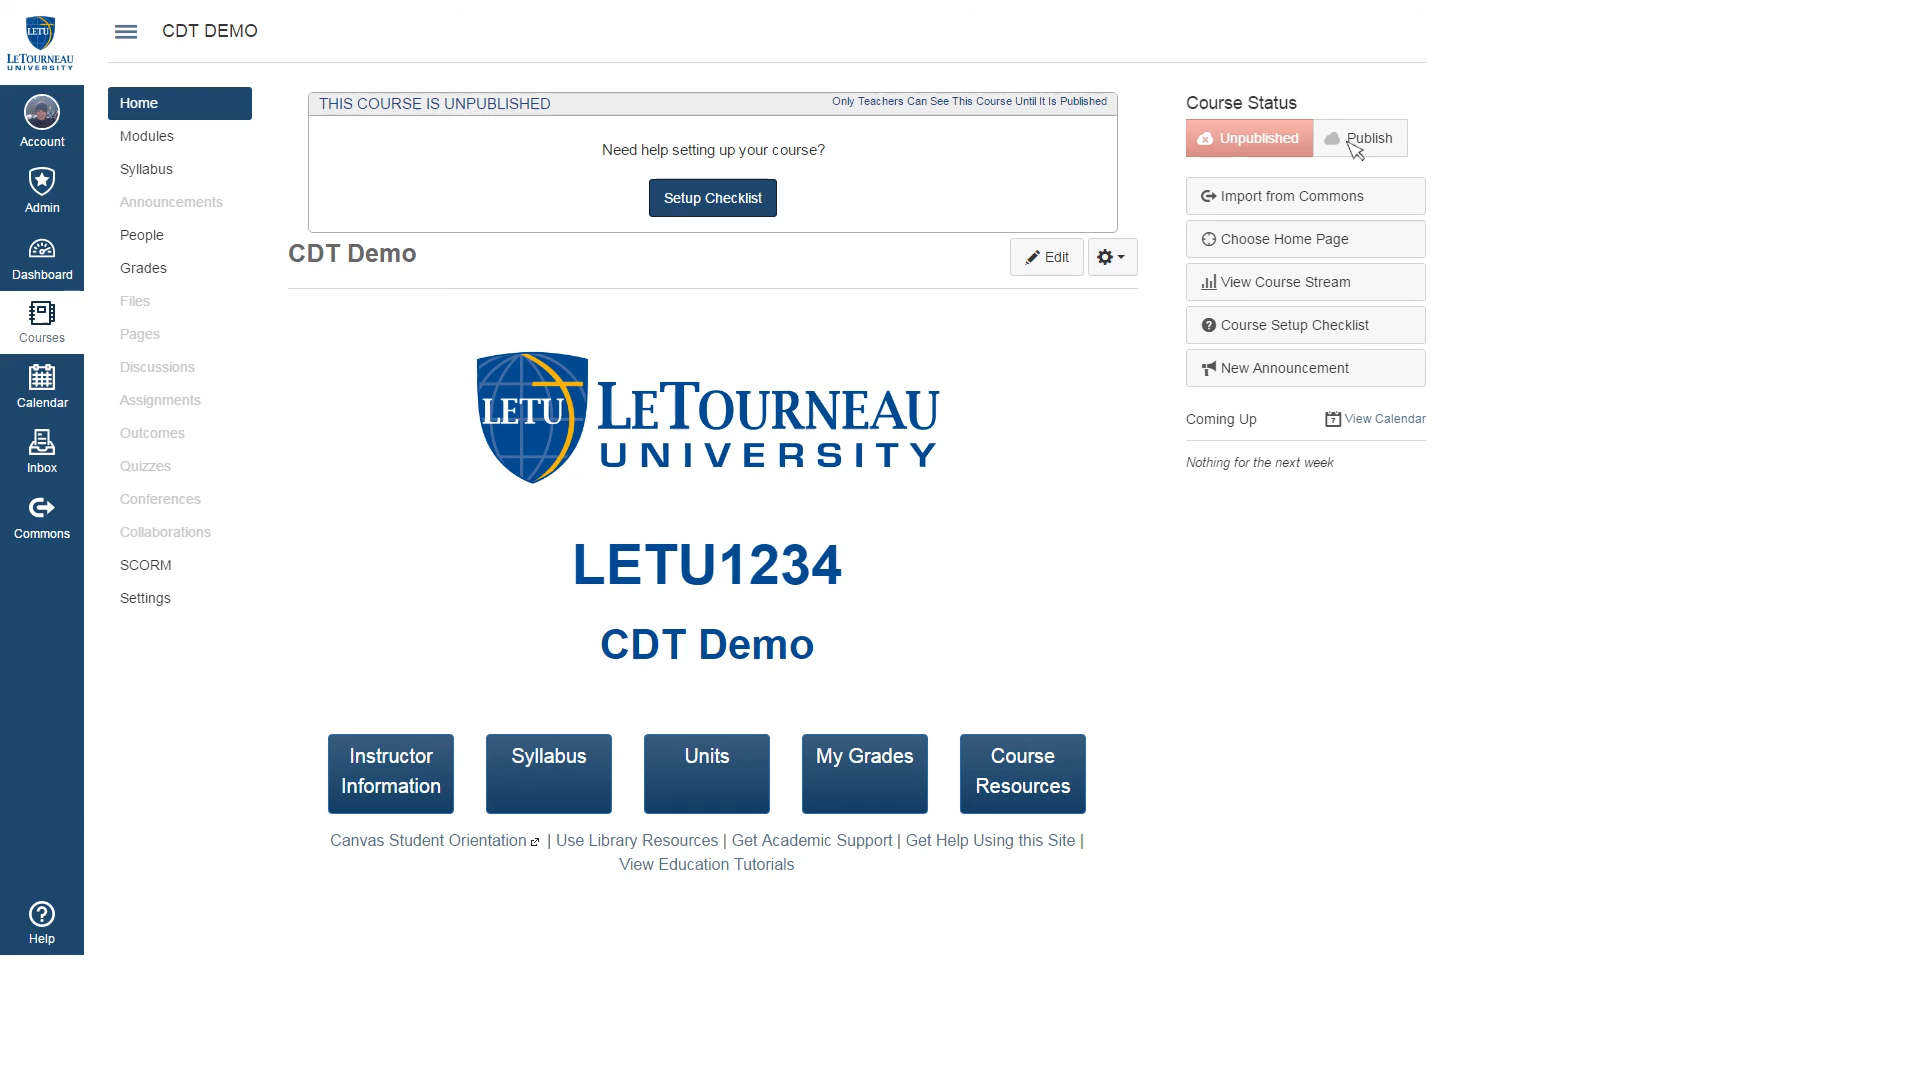 LETU
LETOURNEAU
UNIVERSITY
CDT DEMO
Account
Admin
Dashboard
Courses
Calendar
Inbox
Commons
Help
Home
Modules
Syllabus
Announcements
People
Grades
Files
Pages
Discussions
Assignments
Outcomes
Quizzes
Conferences
Collaborations
SCORM
Settings
THIS COURSE IS UNPUBLISHED Only Teachers Can See This Course Until It Is Published
Need help setting up your course?
Setup Checklist
CDT Demo
Edit
LETU
LETOURNEAU
UNIVERSITY
LETU1234
CDT Demo
Instructor
Information
Syllabus
Units
My Grades
Course
Resources
Canvas Student Orientation | Use Library Resources | Get Academic Support | Get Help Using this Site |
View Education Tutorials
Course Status
Unpublished Publish
Import from Commons
Choose Home Page
View Course Stream
Course Setup Checklist
New Announcement
Coming Up 7 View Calendar
Nothing for the next week